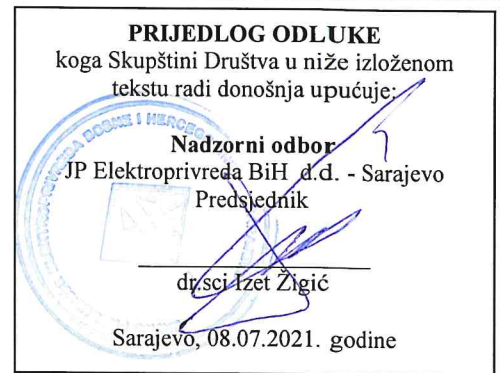 PRIJEDLOG ODLUKE
koga Skupštini Društva u niže izloženom
tekstu radi donošnja upućuje:
Nadzorni odbor
JP Elektroprivreda BiH d.d. - Sarajevo
Predsjednik
dr.sci Izet Žigić
Sarajevo, 08.07.2021. godine